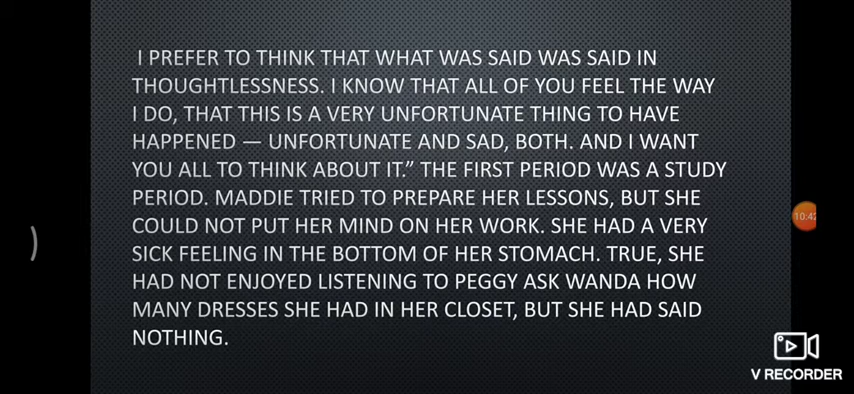 I PREFER TO THINK THAT WHAT WAS SAID WAS SAID IN
THOUGHTLESSNESS. I KNOW THAT ALL OF YOU FEEL THE WAY
I DO, THAT THIS IS A VERY UNFORTUNATE THING TO HAVE
HAPPENED — UNFORTUNATE AND SAD, BOTH. AND I WANT
YOU ALL TO THINK ABOUT IT.” THE FIRST PERIOD WAS A STUDY
PERIOD. MADDIE TRIED TO PREPARE HER LESSONS, BUT SHE
COULD NOT PUT HER MIND ON HER WORK. SHE HAD A VERY
SICK FEELING IN THE BOTTOM OF HER STOMACH. TRUE, SHE
HAD NOT ENJOYED LISTENING TO PEGGY ASK WANDA HOW
MANY DRESSES SHE HAD IN HER CLOSET, BUT SHE HAD SAID
NOTHING.
10:42
V RECORDER